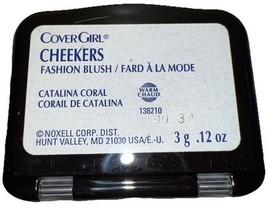 COVERGIRL
CHEEKERS
FASHION BLUSH / FARD À LA MODE
CATALINA CORAL
CORAIL DE CATALINA
WARM
CHAUD
138210
© NOXELL CORP. DIST.
HUNT VALLEY, MD 21030 USA/É.-U.
3 g .12 oz